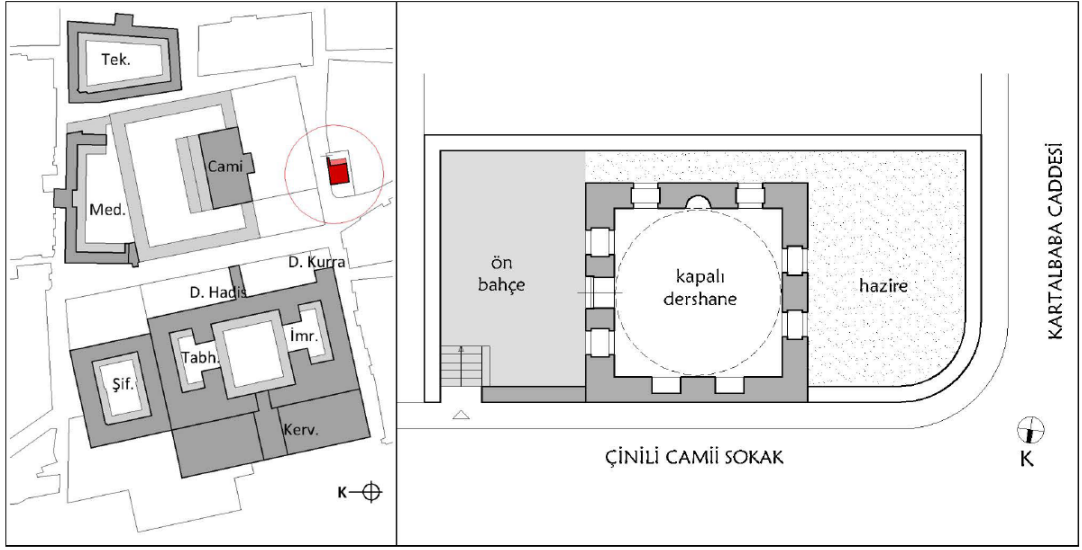 Tek.
Cami
Med.
D. Kurra
D. Hadis
İmr.
Tabh.
Şif.
Kerv.
K
ön
bahçe
kapalı
dershane
hazire
KARTALBABA CADDESİ
ÇİNİLİ CAMİİ SOKAK
K